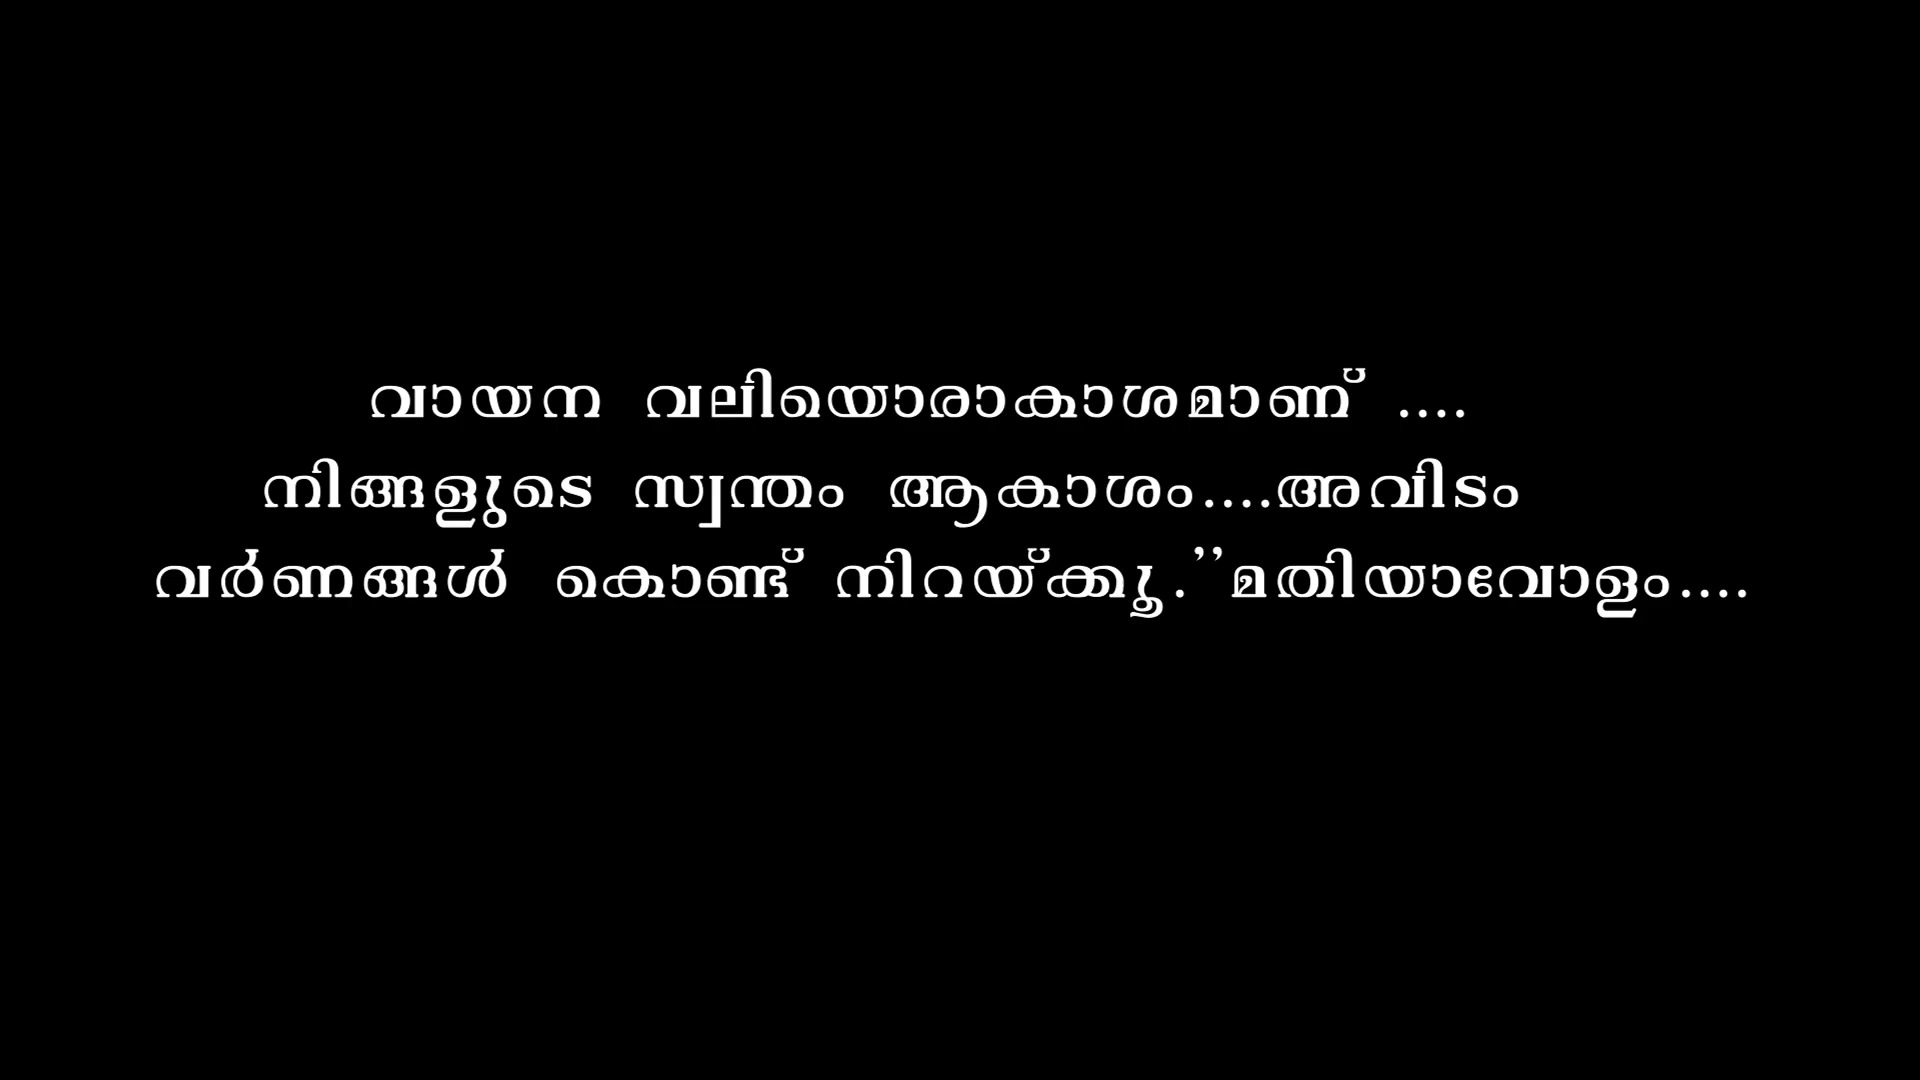 വായന വലിയൊരാകാശമാണ് ....
നിങ്ങളുടെ സ്വന്തം ആകാശം....അവിടം
വർണങ്ങൾ കൊണ്ട് നിറയ്ക്കൂ.’’മതിയാവോളം....